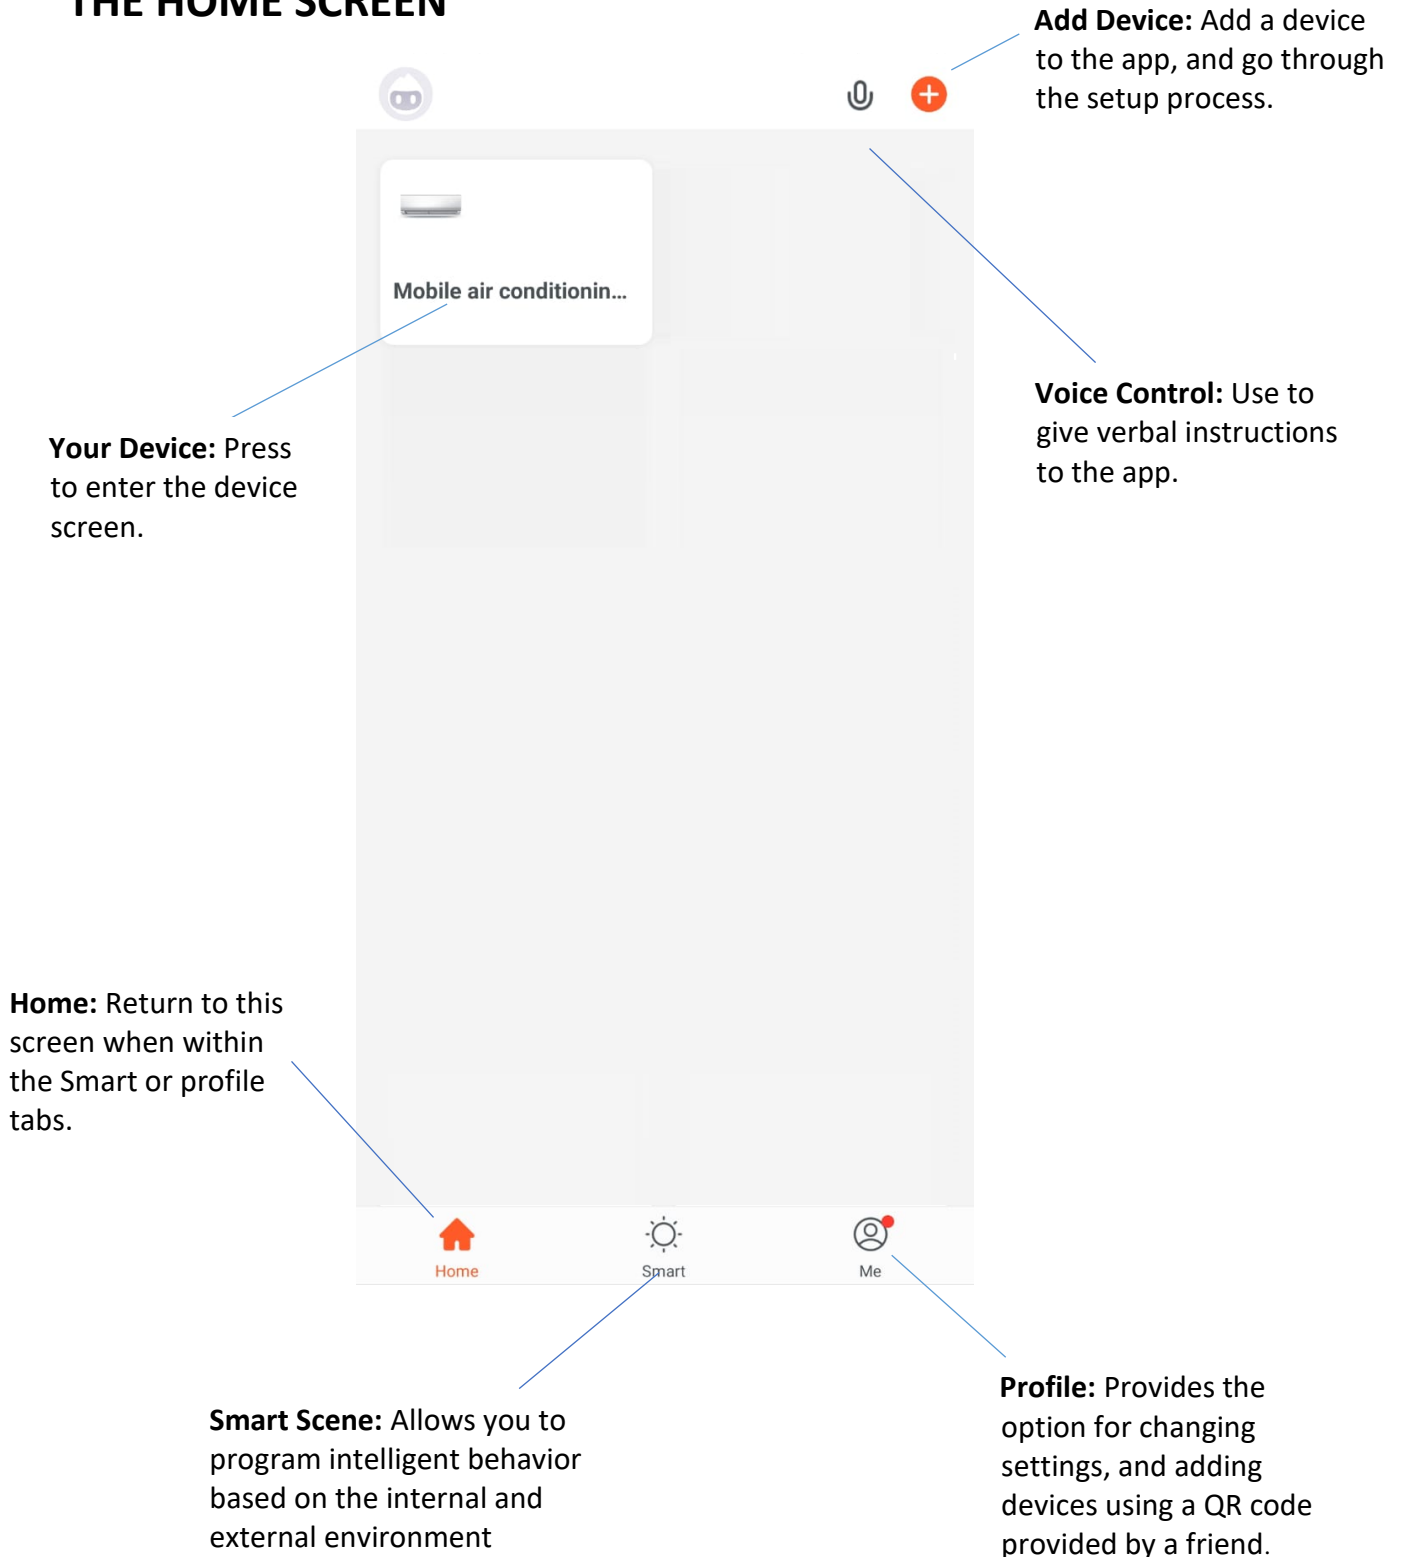 THE HOME SCREEN
Add Device: Add a device
to the app, and go through
the setup process.
Mobile air conditionin...
Voice Control: Use to
give verbal instructions
to the app.
Your Device: Press
to enter the device
screen.
Home: Return to this
screen when within
the Smart or profile
tabs.
Home
Smart
Me
Smart Scene: Allows you to
program intelligent behavior
based on the internal and
external environment
Profile: Provides the
option for changing
settings, and adding
devices using a QR code
provided by a friend.